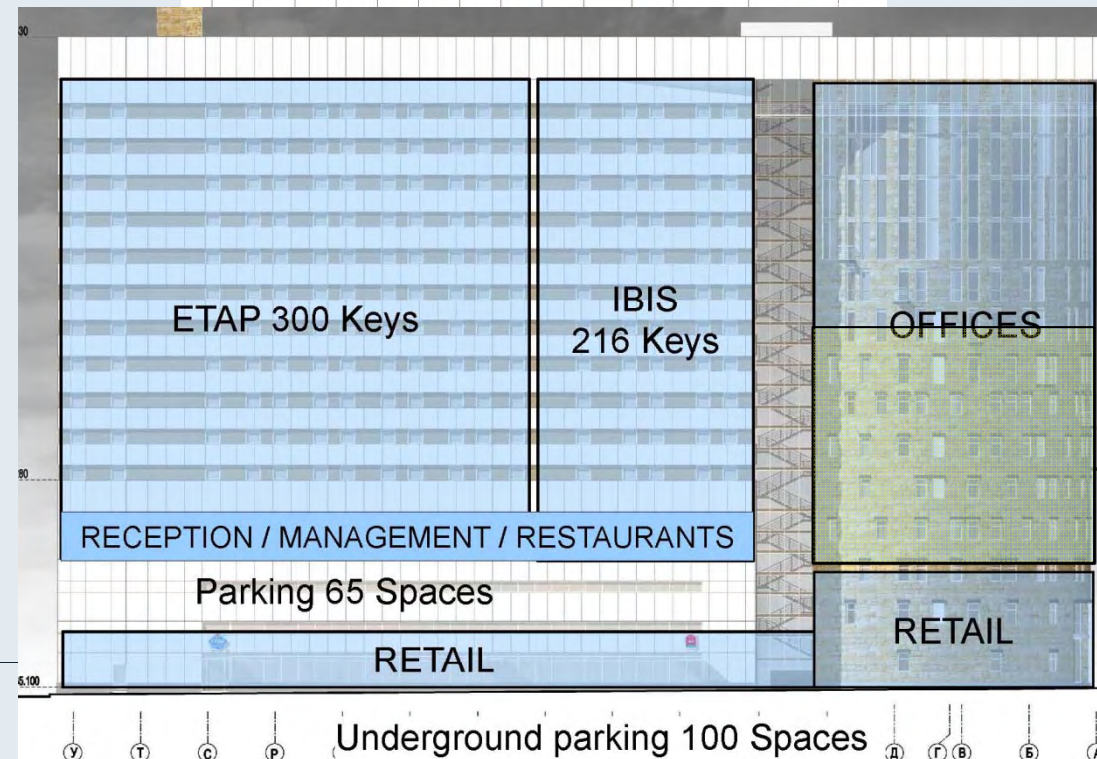 30
ETAP 300 Keys
IBIS
216 Keys
OFFICES
80
RECEPTION / MANAGEMENT / RESTAURANTS
Parking 65 Spaces
RETAIL
RETAIL
5.100
Underground parking 100 Spaces
У Т С Р Д Г В Б А